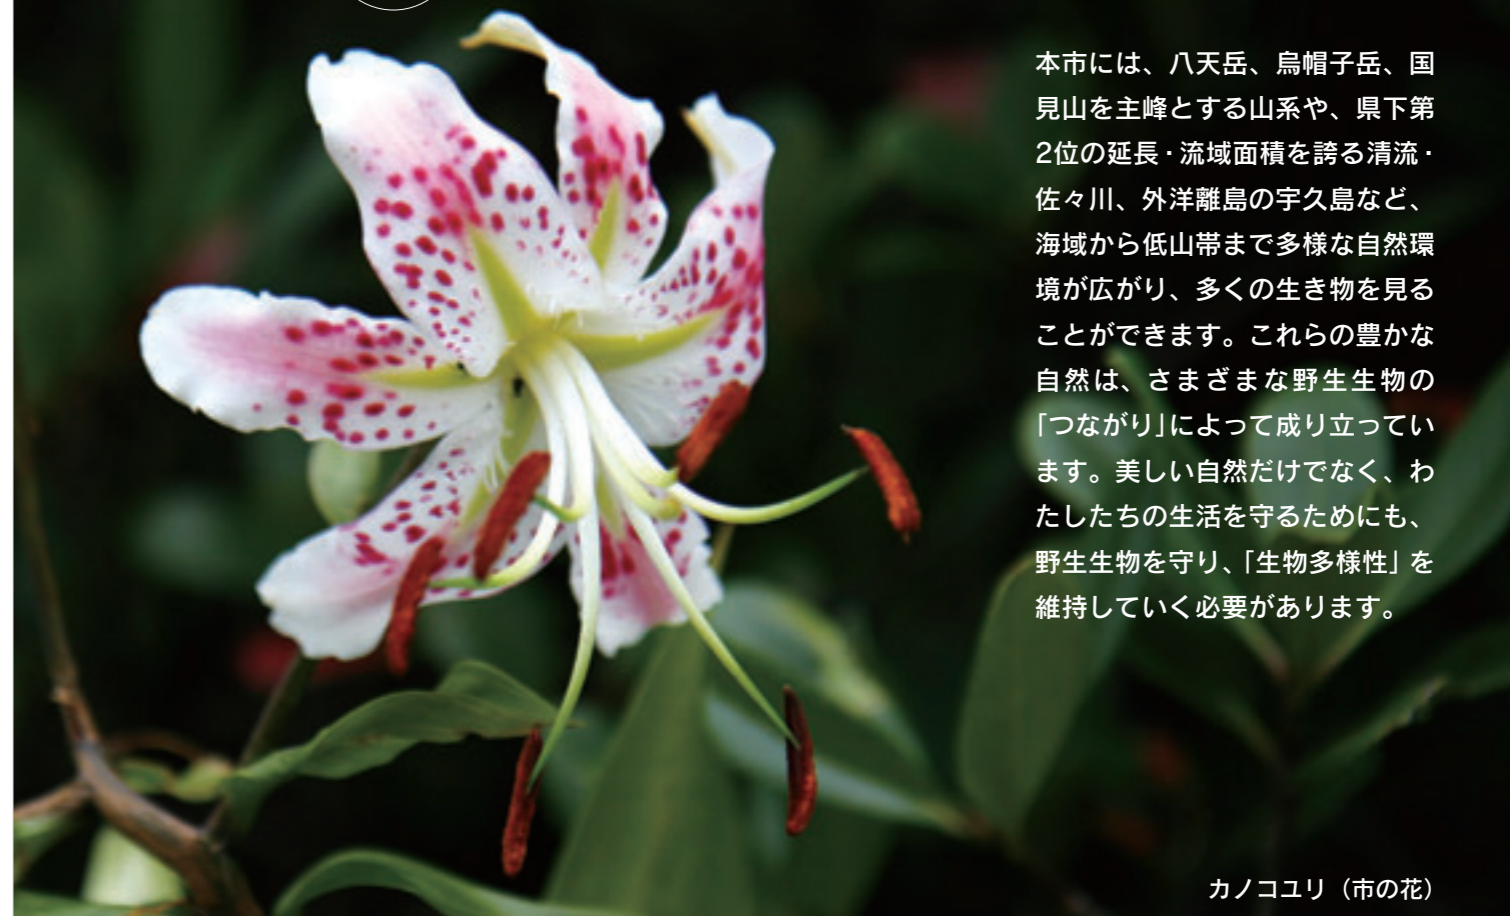 本市には、八天岳、烏帽子岳、国
見山を主峰とする山系や、県下第
2位の延長・流域面積を誇る清流・
佐々川、外洋離島の宇久島など、
海域から低山帯まで多様な自然環
境が広がり、多くの生き物を見る
ことができます。これらの豊かな
自然は、さまざまな野生生物の
「つながり」によって成り立ってい
ます。美しい自然だけでなく、わ
たしたちの生活を守るためにも、
野生生物を守り、「生物多様性」を
維持していく必要があります。
カノコユリ（市の花）